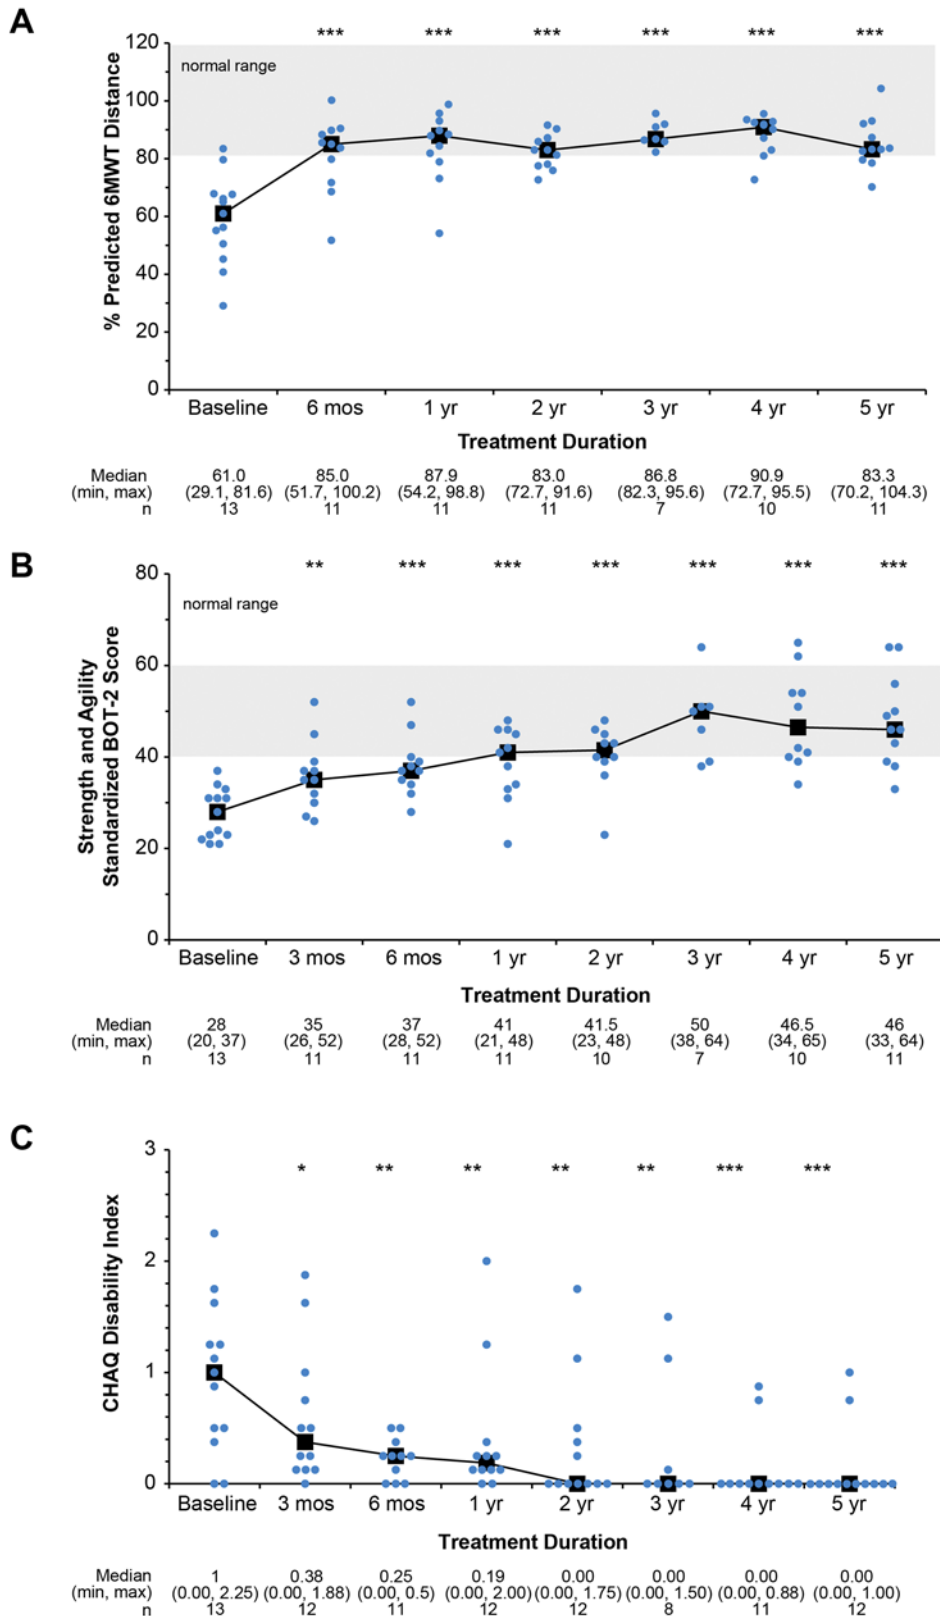 A
% Predicted 6MWT Distance
120
100
80
60
40
20
0
*** *** *** *** *** ***
normal range
Baseline 6 mos 1 yr 2 yr 3 yr 4 yr 5 yr
Treatment Duration
Median 61.0 85.0 87.9 83.0 86.8 90.9 83.3
(min, max) (29.1, 81.6) (51.7, 100.2) (54.2, 98.8) (72.7, 91.6) (82.3, 95.6) (72.7, 95.5) (70.2, 104.3)
n 13 11 11 11 7 10 11
B
Strength and Agility
Standardized BOT-2 Score
80
60
40
20
0
** *** *** *** *** *** ***
normal range
Baseline 3 mos 6 mos 1 yr 2 yr 3 yr 4 yr 5 yr
Treatment Duration
Median 28 35 37 41 41.5 50 46.5 46
(min, max) (20, 37) (26, 52) (28, 52) (21, 48) (23, 48) (38, 64) (34, 65) (33, 64)
n 13 11 11 11 10 7 10 11
C
CHAQ Disability Index
3
2
1
0
* ** ** ** ** *** ***
Baseline 3 mos 6 mos 1 yr 2 yr 3 yr 4 yr 5 yr
Treatment Duration
Median 1 0.38 0.25 0.19 0.00 0.00 0.00 0.00
(min, max) (0.00, 2.25) (0.00, 1.88) (0.00, 0.5) (0.00, 2.00) (0.00, 1.75) (0.00, 1.50) (0.00, 0.88) (0.00, 1.00)
n 13 12 11 12 12 8 11 12